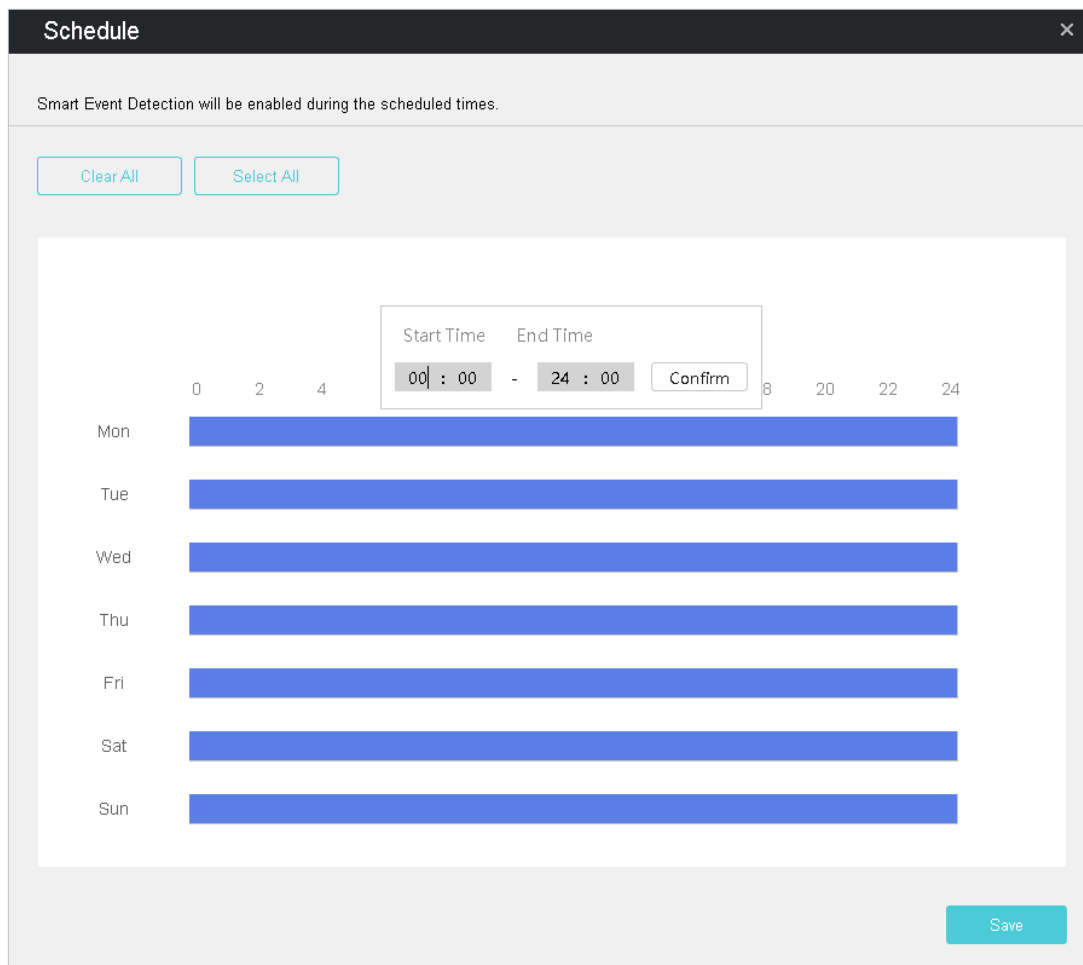 Schedule ×
Smart Event Detection will be enabled during the scheduled times.
Clear All Select All
Start Time End Time
00 : 00 - 24 : 00 Confirm
0 2 4 8 20 22 24
Mon
Tue
Wed
Thu
Fri
Sat
Sun
Save